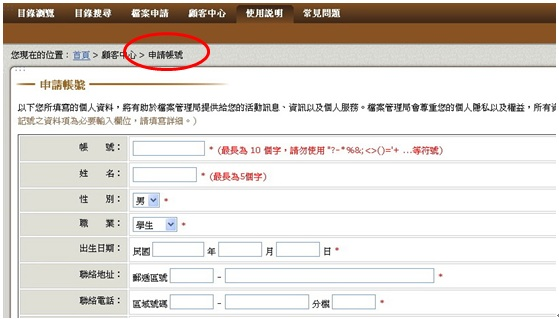 目錄瀏覽 目錄搜尋 檔案申請 顧客中心 使用說明 常見問題
您現在的位置： 首頁 > 顧客中心 > 申請帳號
申請帳號
以下您所填寫的個人資料，將有助於檔案管理局提供給您的活動訊息、資訊以及個人服務。檔案管理局會尊重您的個人隱私以及權益，所有資
記號之資料項為必要輸入欄位，請填寫詳細。）
帳 號： * (最長為 10 個字，請勿使用 "?-*%&;<>()='+ ...等符號)
姓 名： * (最長為5個字)
性 別： 男 *
職 業： 學生 *
出生日期： 民國 年 月 日 *
聯絡地址： 郵遞區號 - *
聯絡電話： 區域號碼 - 分機 *